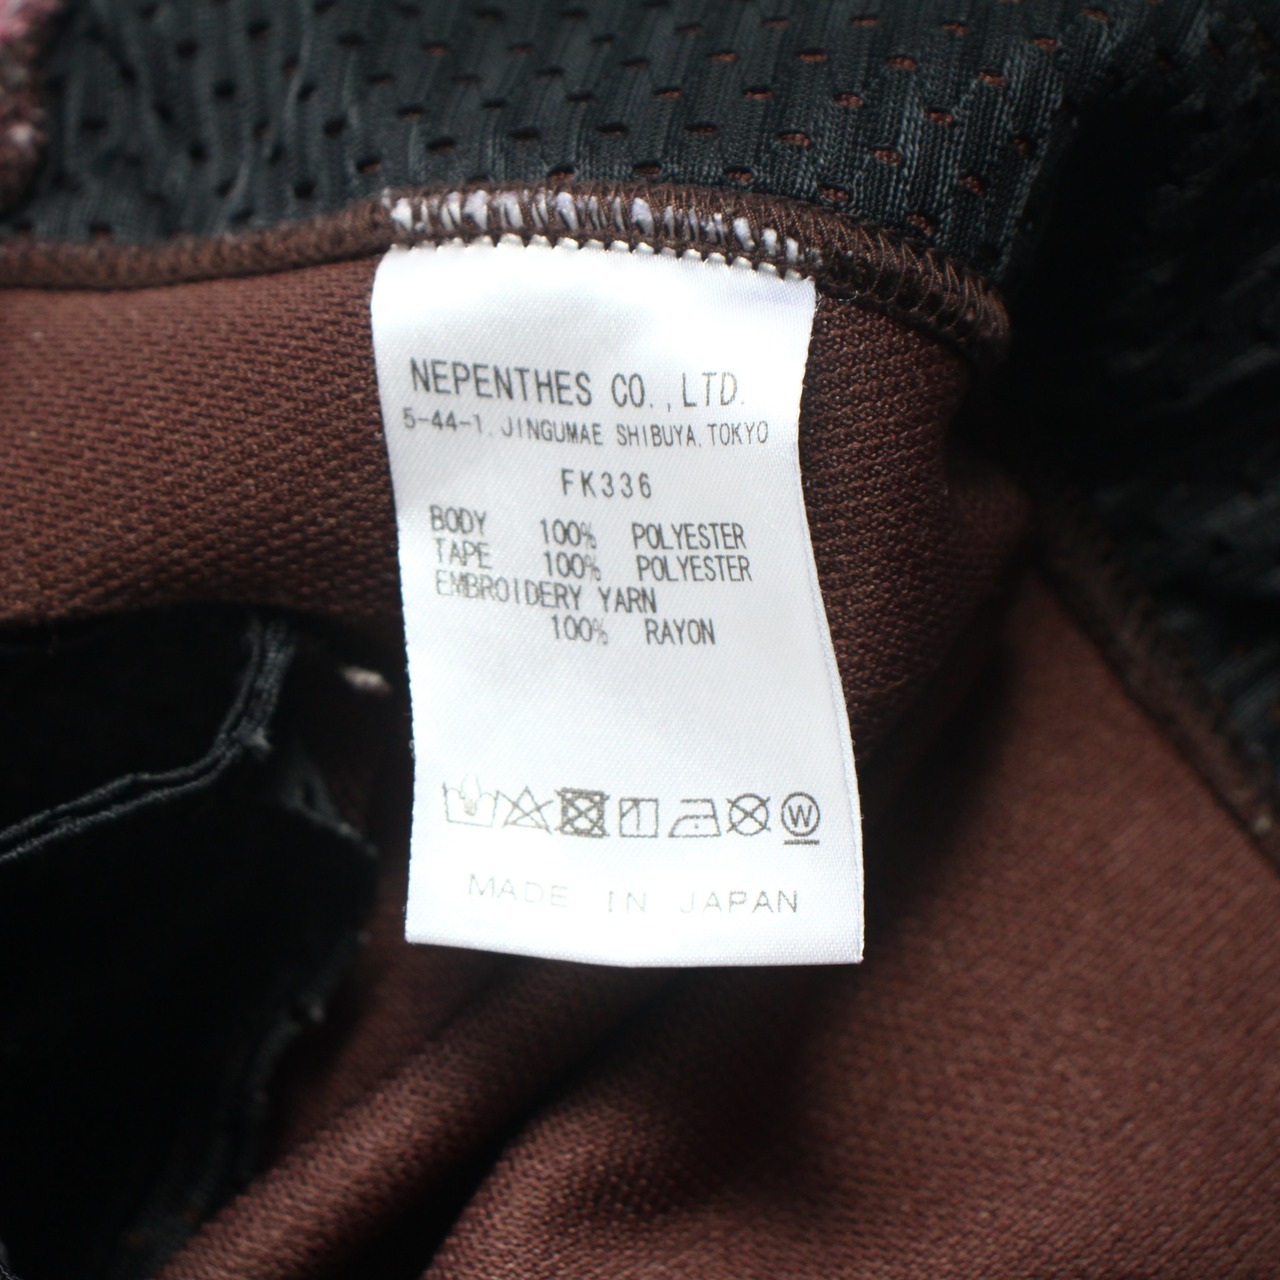 NEPENTHES CO.,LTD.
5-44-1, JINGUMAE SHIBUYA, TOKYO
FK336
BODY 100% POLYESTER
TAPE 100% POLYESTER
EMBROIDERY YARN
100% RAYON
W
MADE IN JAPAN